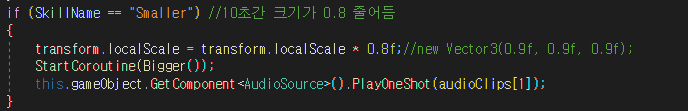 if (SkillName == "Smaller") //10초간 크기가 0.8 줄어듬
{
transform.localScale = transform.localScale * 0.8f;//new Vector3(0.9f, 0.9f, 0.9f);
StartCoroutine(Bigger());
this.gameObject.GetComponent<AudioSource>().PlayOneShot(audioClips[1]);
}